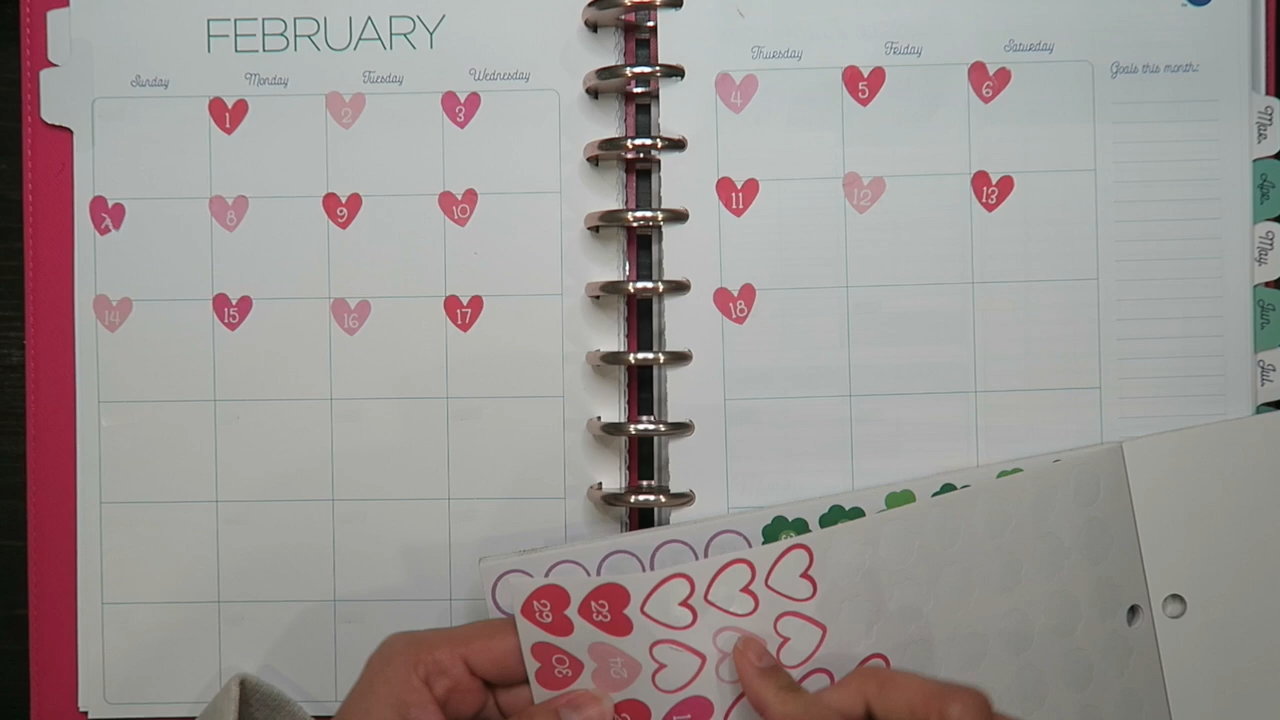 FEBRUARY
Sunday Monday Tuesday Wednesday Thursday Friday Saturday
Goals this month:
1 2 3 4 5 6
8 9 10 11 12 13
14 15 16 17 18
29 23
30 24
Mar.
Apr.
May.
Jun.
Jul.